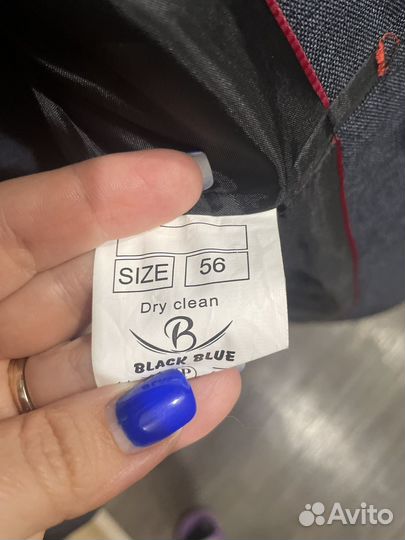 SIZE 56
Dry clean
B
BLACK BLUE
Avito